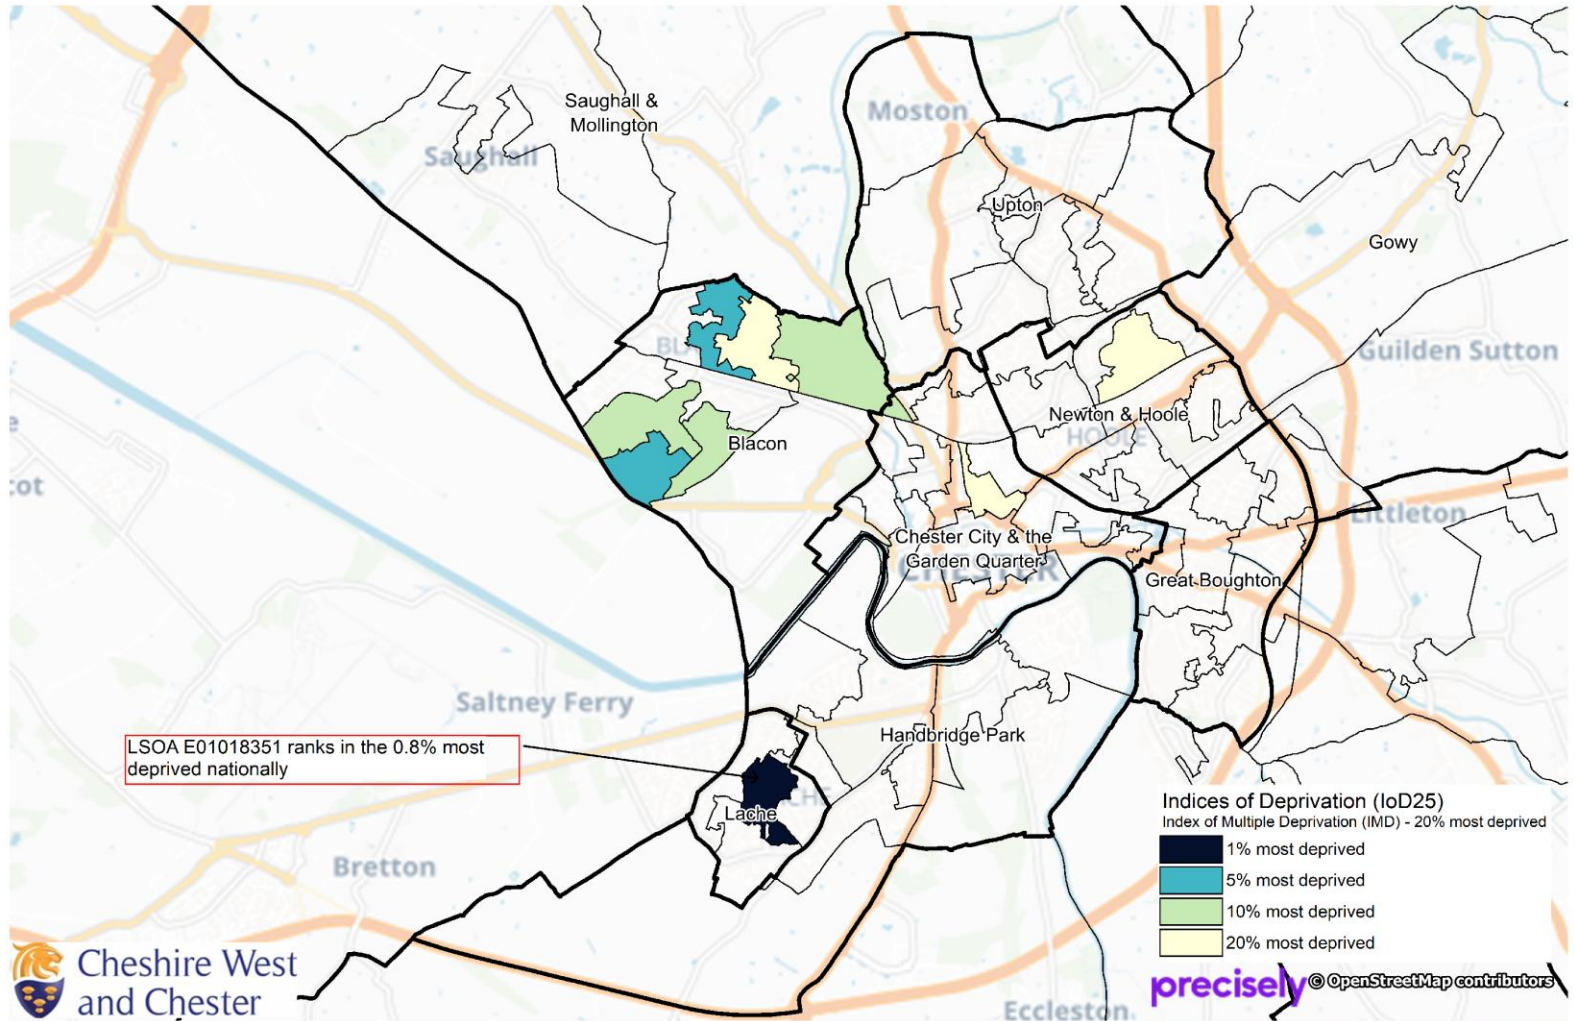 Saughall &
Mollington
Moston
Saughall
Upton
Gowy
BLA
Guilden Sutton
Newton & Hoole
HOOLE
Blacon
cot
Littleton
Chester City & the
Garden Quarter
CHESTER
Great Boughton
Saltney Ferry
Handbridge Park
LSOA E01018351 ranks in the 0.8% most
deprived nationally
CHE
Lache
Bretton
Indices of Deprivation (IoD25)
Index of Multiple Deprivation (IMD) - 20% most deprived
1% most deprived
5% most deprived
10% most deprived
20% most deprived
Cheshire West
and Chester
precisely © OpenStreetMap contributors
Eccleston